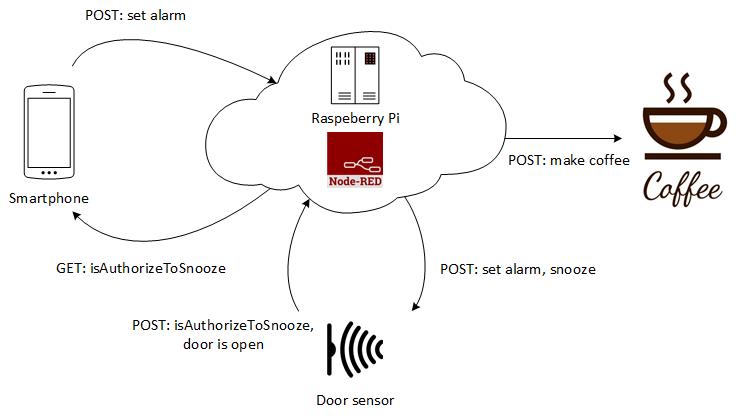 POST: set alarm
Raspeberry Pi
Node-RED
POST: make coffee
Coffee
Smartphone
GET: isAuthorizeToSnooze
POST: set alarm, snooze
POST: isAuthorizeToSnooze,
door is open
Door sensor